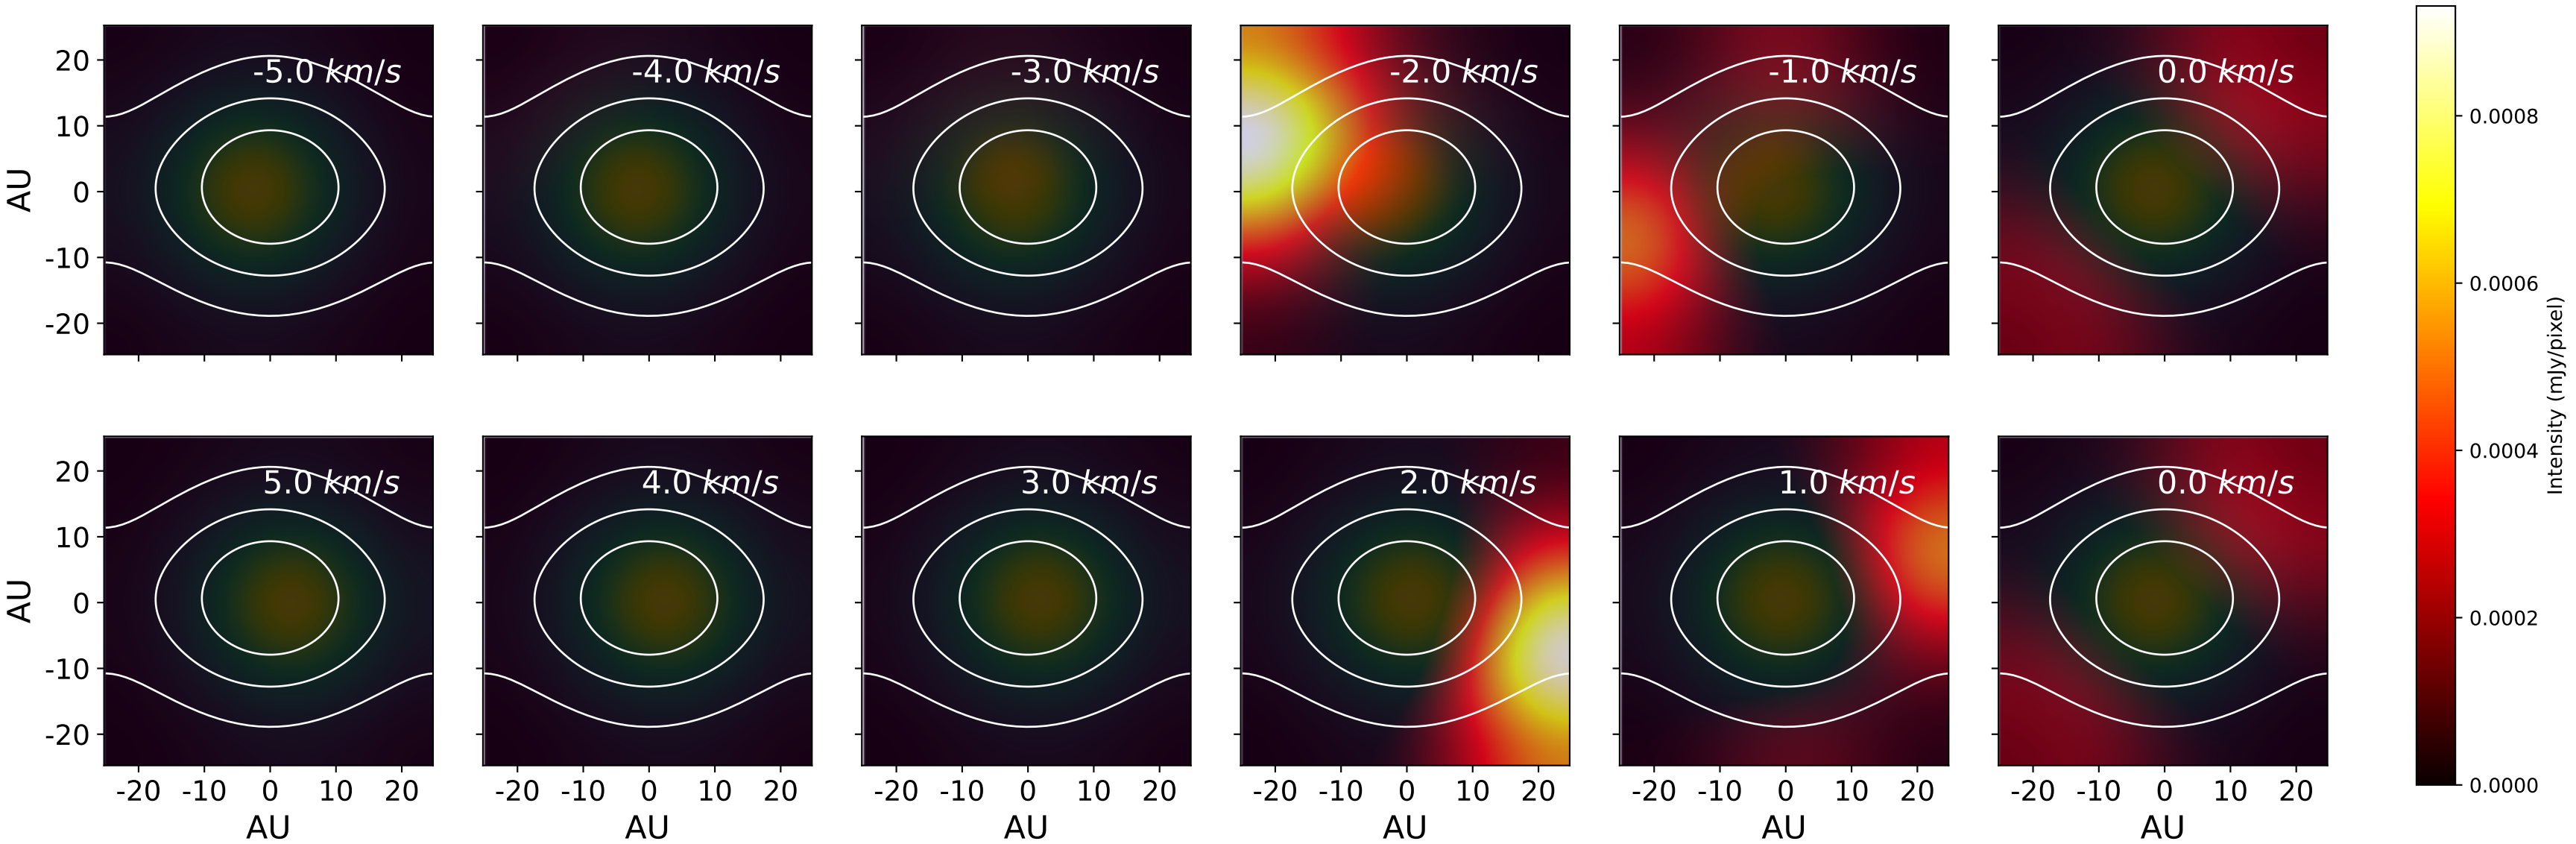 -5.0 km/s
-4.0 km/s
-3.0 km/s
-2.0 km/s
-1.0 km/s
0.0 km/s
20
10
0
-10
-20
AU
5.0 km/s
4.0 km/s
3.0 km/s
2.0 km/s
1.0 km/s
0.0 km/s
20
10
0
-10
-20
AU
-20 -10 0 10 20
-20 -10 0 10 20
-20 -10 0 10 20
-20 -10 0 10 20
-20 -10 0 10 20
-20 -10 0 10 20
AU
AU
AU
AU
AU
AU
0.0008
0.0006
0.0004
0.0002
0.0000
Intensity (mJy/pixel)